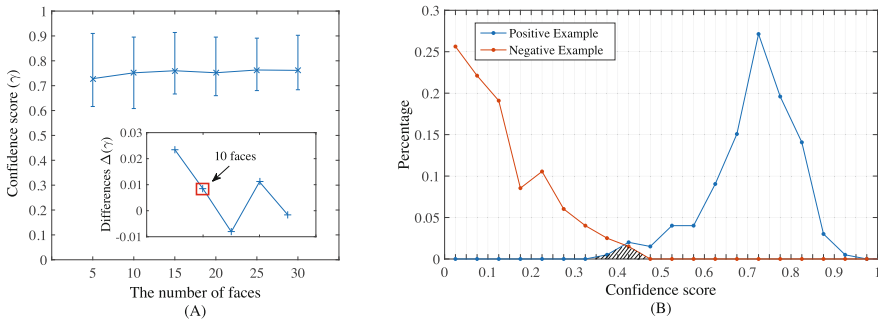 1
0.9
0.8
0.7
0.6
0.5
0.4
0.3
0.2
0.1
0
Confidence score (γ)
5 10 15 20 25 30
The number of faces
(A)
0.03
0.02
0.01
0
-0.01
Differences Δ(γ)
10 faces
0.3
0.25
0.2
0.15
0.1
0.05
0
Percentage
Positive Example
Negative Example
0 0.1 0.2 0.3 0.4 0.5 0.6 0.7 0.8 0.9 1
Confidence score
(B)